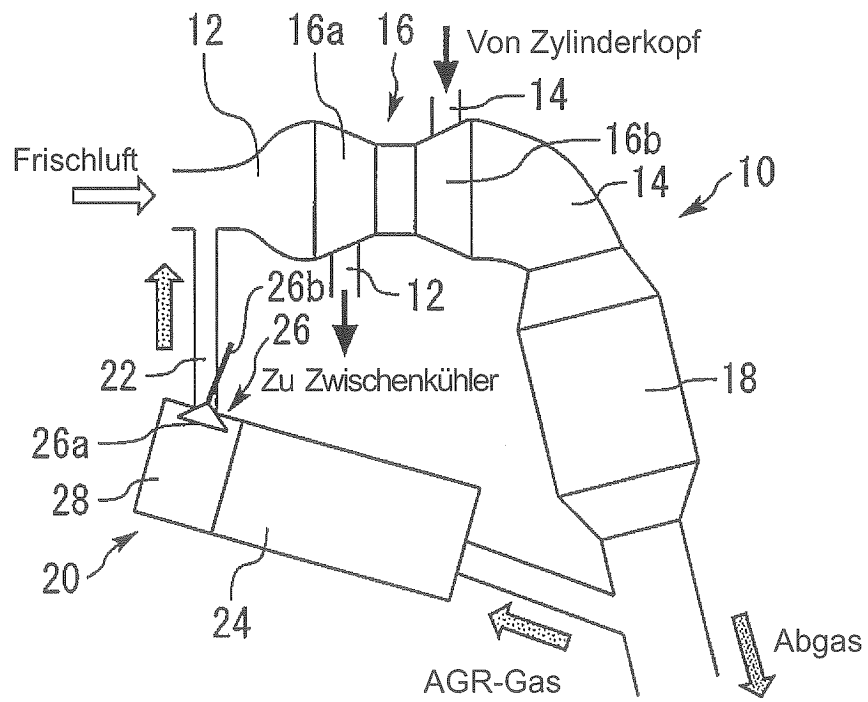 12
16a
16
Von Zylinderkopf
14
16b
14
10
Frischluft
26b
12
26
22
Zu Zwischenkühler
18
26a
28
20
24
AGR-Gas
Abgas